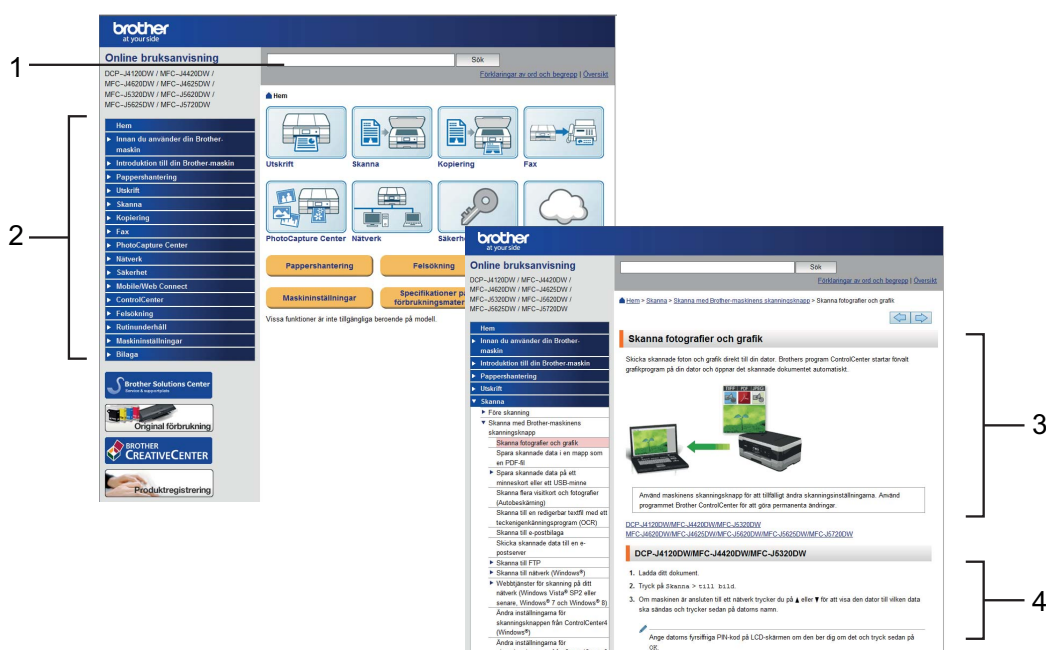 brother
at your side
Online bruksanvisning
DCP-J4120DW / MFC-J4420DW /
MFC-J4620DW / MFC-J4625DW /
MFC-J5320DW / MFC-J5620DW /
MFC-J5625DW / MFC-J5720DW
1
Sök
Förklaringar av ord och begrepp | Översikt
2
Hem
Innan du använder din Brother-
maskin
Introduktion till din Brother-maskin
Pappershantering
Utskrift
Skanna
Kopiering
Fax
PhotoCapture Center
Nätverk
Säkerhet
Mobile/Web Connect
ControlCenter
Felsökning
Rutinunderhåll
Maskininställningar
Bilaga
Brother Solutions Center
Original förbrukning
BROTHER
CREATIVECENTER
Produktregistrering
Hem
Utskrift
Skanna
Kopiering
Fax
PhotoCapture Center
Nätverk
Säkerh
Pappershantering
Felsökning
Maskininställningar
Specifikationer p
förbrukningsmater
Vissa funktioner är inte tillgängliga beroende på modell.
brother
at your side
Online bruksanvisning
DCP-J4120DW / MFC-J4420DW /
MFC-J4620DW / MFC-J4625DW /
MFC-J5320DW / MFC-J5620DW /
MFC-J5625DW / MFC-J5720DW
Sök
Förklaringar av ord och begrepp | Översikt
Hem
Innan du använder din Brother-
maskin
Introduktion till din Brother-maskin
Pappershantering
Utskrift
Skanna
Före skanning
Skanna med Brother-maskinens
skanningsknapp
Skanna fotografier och grafik
Spara skannade data i en mapp som
en PDF-fil
Spara skannade data på ett
minneskort eller ett USB-minne
Skanna flera visitkort och fotografier
(Autobeskärning)
Skanna till en redigerbar textfil med ett
teckenigenkänningsprogram (OCR)
Skanna till e-postbilaga
Skicka skannade data till en e-
postserver
Skanna till FTP
Skanna till nätverk (Windows®)
Webbtjänster för skanning på ditt
nätverk (Windows Vista® SP2 eller
senare, Windows® 7 och Windows® 8)
Ändra inställningarna för
skanningsknappen från ControlCenter4
(Windows®)
Ändra inställningarna för
Hem > Skanna > Skanna med Brother-maskinens skanningsknapp > Skanna fotografier och grafik
Skanna fotografier och grafik
Skicka skannade foton och grafik direkt till din dator. Brothers program ControlCenter startar förvalt
grafikprogram på din dator och öppnar det skannade dokumentet automatiskt.
TIFF PDF JPEG
3
Använd maskinens skanningsknapp för att tillfälligt ändra skanningsinställningarna. Använd
programmet Brother ControlCenter för att göra permanenta ändringar.
DCP-J4120DW/MFC-J4420DW/MFC-J5320DW
MFC-J4620DW/MFC-J4625DW/MFC-J5620DW/MFC-J5625DW/MFC-J5720DW
DCP-J4120DW/MFC-J4420DW/MFC-J5320DW
1. Ladda ditt dokument.
2. Tryck på Skanna > till bild.
3. Om maskinen är ansluten till ett nätverk trycker du på ▲ eller ▼ för att visa den dator till vilken data
ska sändas och trycker sedan på datorns namn.
4
Ange datorns fyrsiffriga PIN-kod på LCD-skärmen om den ber dig om det och tryck sedan på
OK.